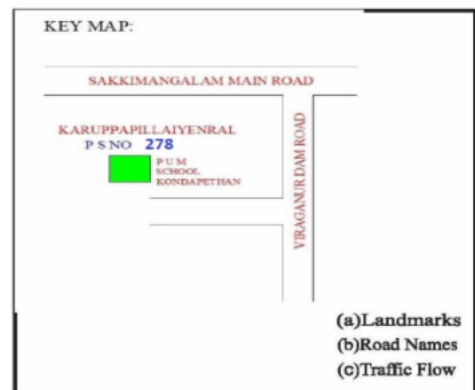 KEY MAP:
SAKKIMANGALAM MAIN ROAD
KARUPPAPILLAIYENRAL
P S NO 278
P U M
SCHOOL
KONDAPETHAN
VIRAGANUR DAM ROAD
(a)Landmarks
(b)Road Names
(c)Traffic Flow